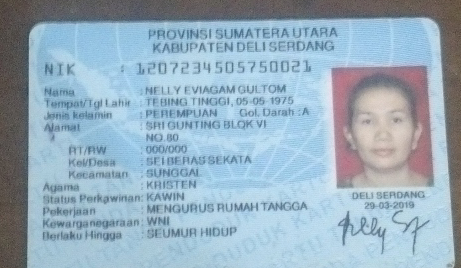 PROVINSI SUMATERA UTARA
KABUPATEN DELI SERDANG
NIK : 1207234505750021
Nama : NELLY EVIAGAM GULTOM
Tempat/Tgl Lahir : TEBING TINGGI, 05-05-1975
Jenis kelamin : PEREMPUAN Gol. Darah : A
Alamat : SRI GUNTING BLOK VI
NO.80
RT/RW : 000/000
Kel/Desa : SEI BERAS SEKATA
Kecamatan : SUNGGAL
Agama : KRISTEN
Status Perkawinan: KAWIN
Pekerjaan : MENGURUS RUMAH TANGGA
Kewarganegaraan: WNI
Berlaku Hingga : SEUMUR HIDUP
DELI SERDANG
29-03-2019